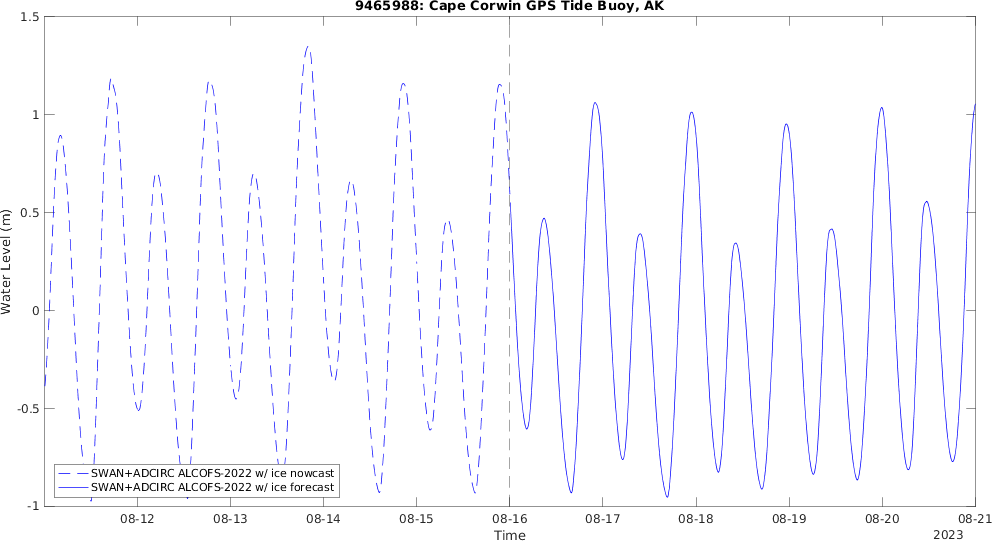 9465988: Cape Corwin GPS Tide Buoy, AK
1.5
1
0.5
0
-0.5
-1
Water Level (m)
SWAN+ADCIRC ALCOFS-2022 w/ ice nowcast
SWAN+ADCIRC ALCOFS-2022 w/ ice forecast
08-12 08-13 08-14 08-15 08-16 08-17 08-18 08-19 08-20 08-21
Time
2023